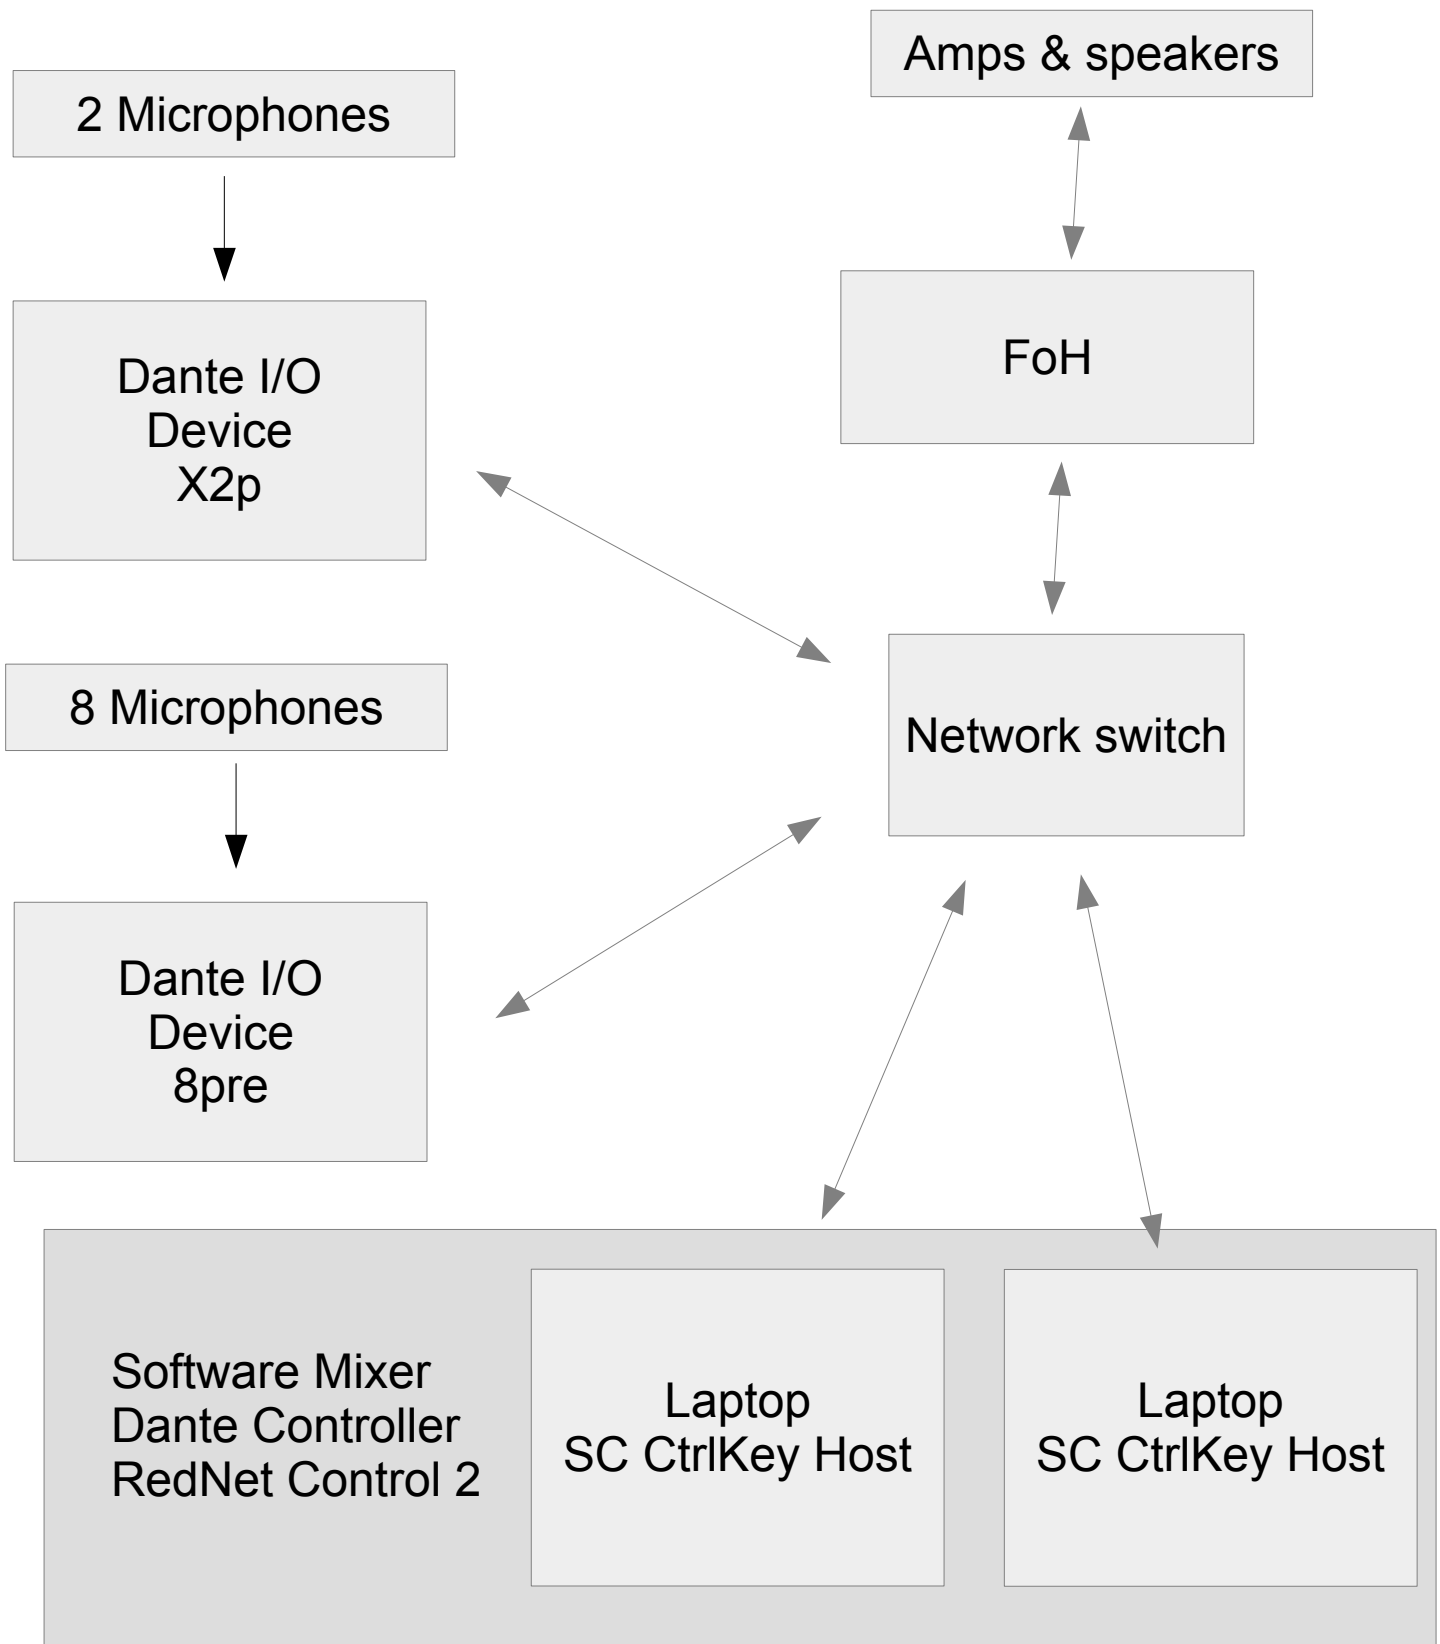 Amps & speakers
2 Microphones
FoH
Dante I/O
Device
X2p
8 Microphones
Network switch
Dante I/O
Device
8pre
Software Mixer
Dante Controller
RedNet Control 2
Laptop
SC CtrlKey Host
Laptop
SC CtrlKey Host